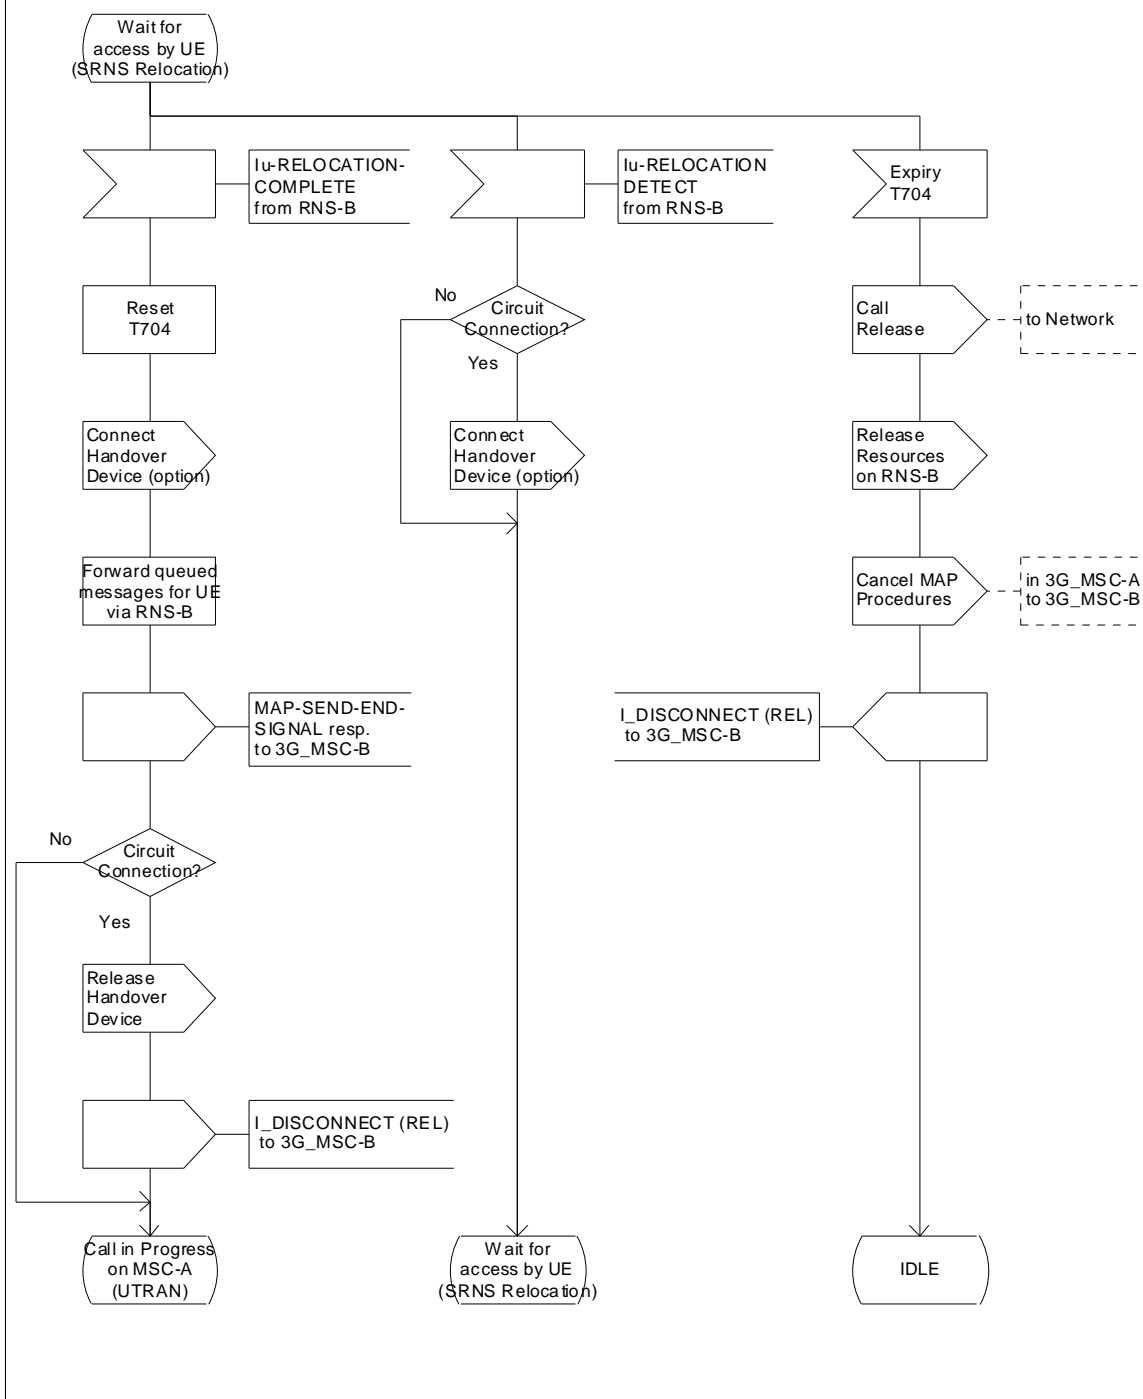 Wait for
access by UE
(SRNS Relocation)
Iu-RELOCATION-
COMPLETE
from RNS-B
Iu-RELOCATION
DETECT
from RNS-B
Expiry
T704
Reset
T704
No
Circuit
Connection?
Yes
Call
Release
to Network
Connect
Handover
Device (option)
Connect
Handover
Device (option)
Release
Resources
on RNS-B
Forward queued
messages for UE
via RNS-B
Cancel MAP
Procedures
in 3G_MSC-A
to 3G_MSC-B
MAP-SEND-END-
SIGNAL resp.
to 3G_MSC-B
I_DISCONNECT (REL)
to 3G_MSC-B
No
Circuit
Connection?
Yes
Release
Handover
Device
I_DISCONNECT (REL)
to 3G_MSC-B
Call in Progress
on MSC-A
(UTRAN)
Wait for
access by UE
(SRNS Relocation)
IDLE